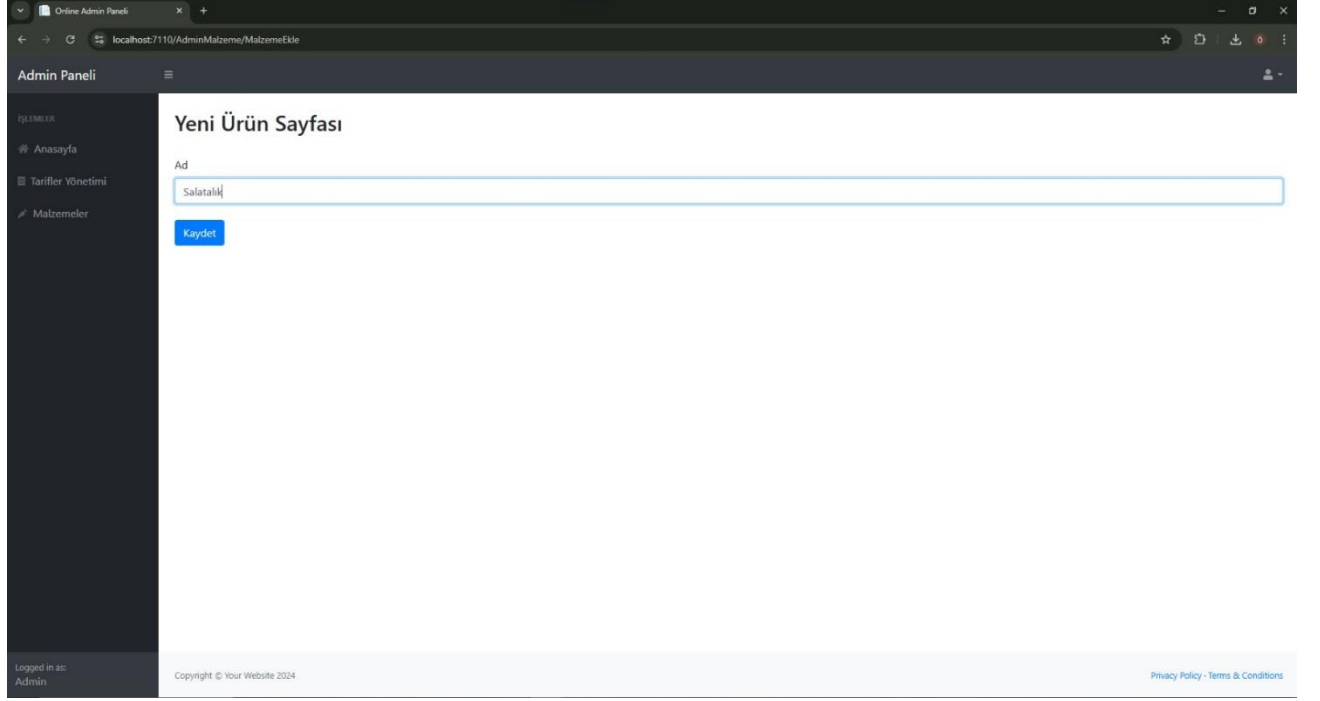 Online Admin Paneli
localhost:7110/AdminMalzeme/MalzemeEkle
Admin Paneli
İŞLEMLER
Anasayfa
Tarifler Yönetimi
Malzemeler
Yeni Ürün Sayfası
Ad
Salatalık
Kaydet
Logged in as:
Admin
Copyright © Your Website 2024
Privacy Policy · Terms & Conditions